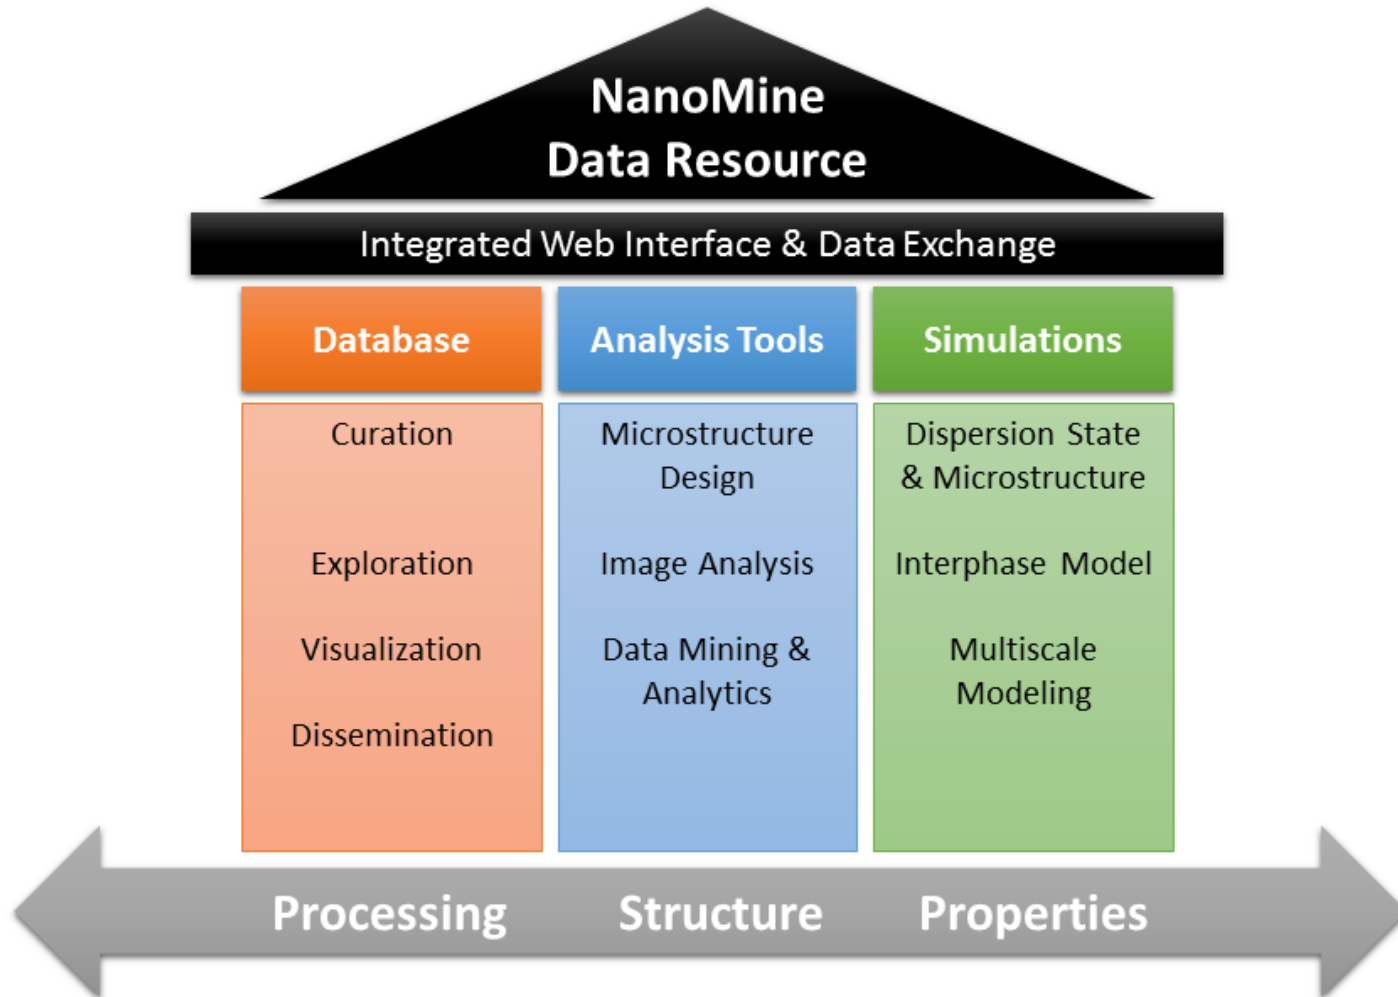 NanoMine
Data Resource
Integrated Web Interface & Data Exchange
Database
Curation
Exploration
Visualization
Dissemination
Analysis Tools
Microstructure
Design
Image Analysis
Data Mining &
Analytics
Simulations
Dispersion State
& Microstructure
Interphase Model
Multiscale
Modeling
Processing
Structure
Properties